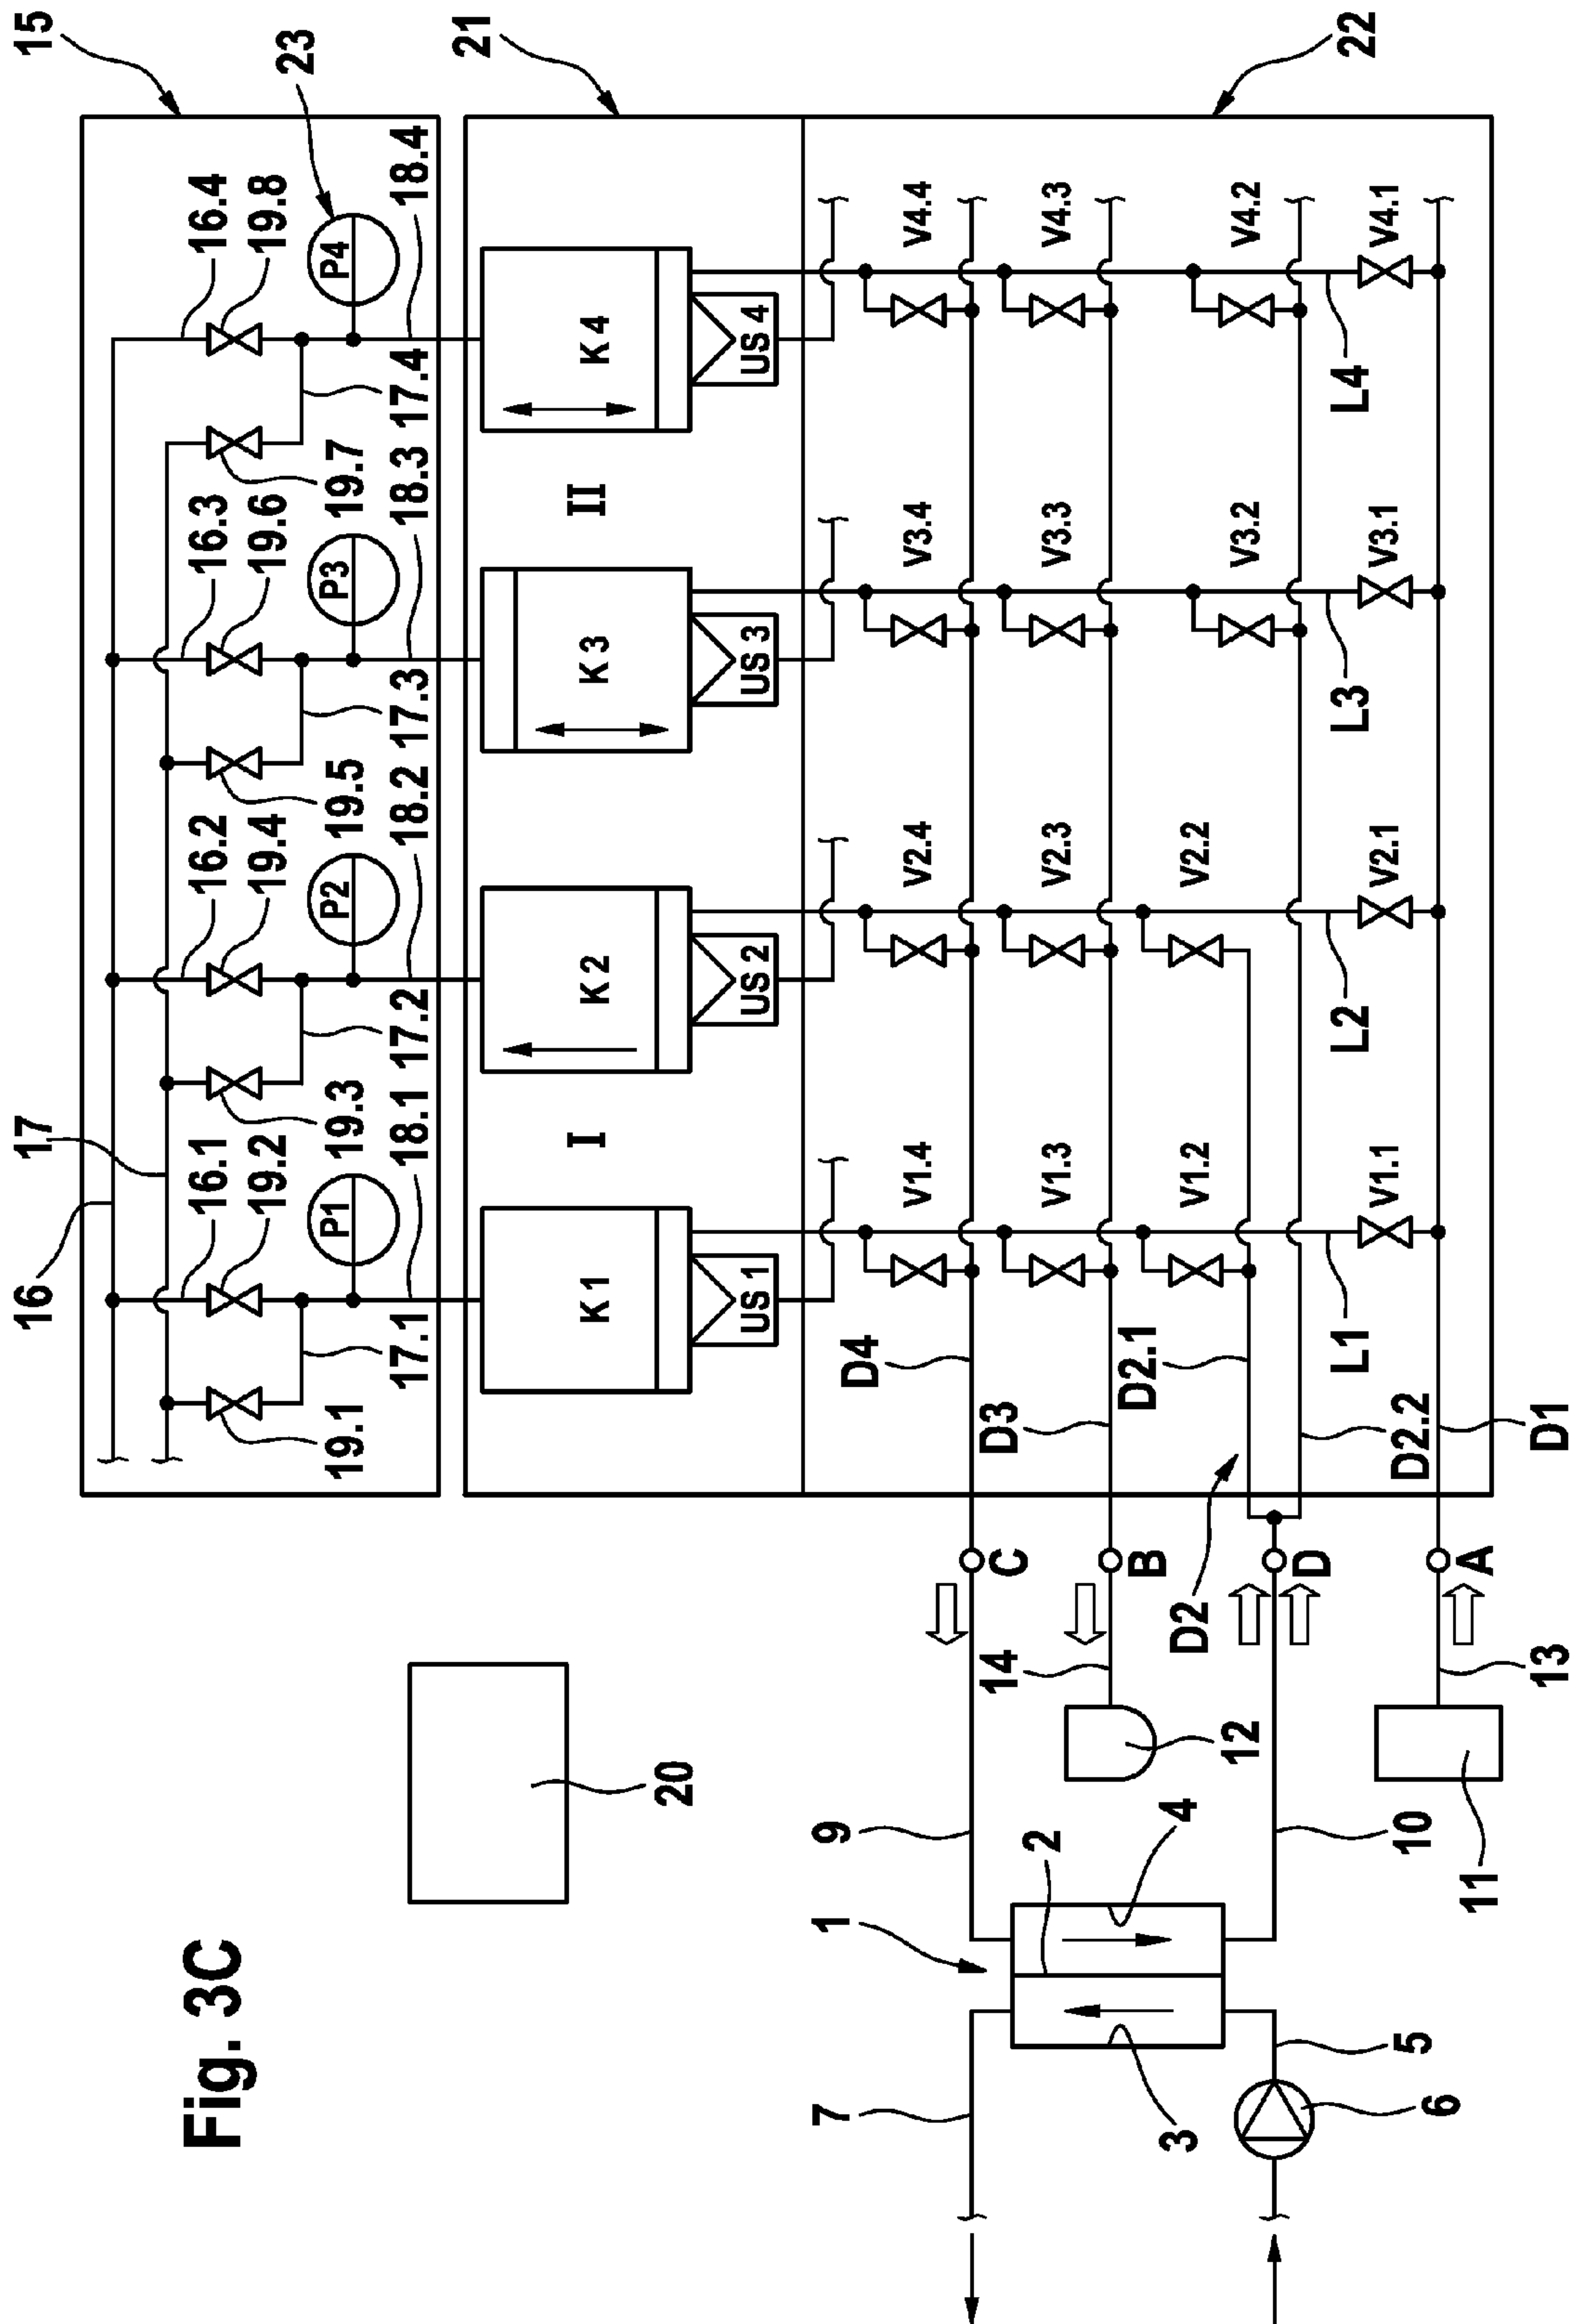 Fig. 3C
15
23
16
17
16.1
19.2
16.2
19.4
16.3
19.6
16.4
19.8
P1
P2
P3
P4
19.1
17.1
18.1
19.3
17.2
18.2
19.5
17.3
18.3
19.7
17.4
18.4
21
K 1
I
K 2
K 3
II
K 4
US 1
US 2
US 3
US 4
20
22
V1.4
V2.4
V3.4
V4.4
V1.3
V2.3
V3.3
V4.3
V1.2
V2.2
V3.2
V4.2
V1.1
V2.1
V3.1
V4.1
D4
D3
D2.1
D2.2
D2
D1
L1
L2
L3
L4
C
B
D
A
9
14
12
13
11
10
1
2
4
3
7
5
6